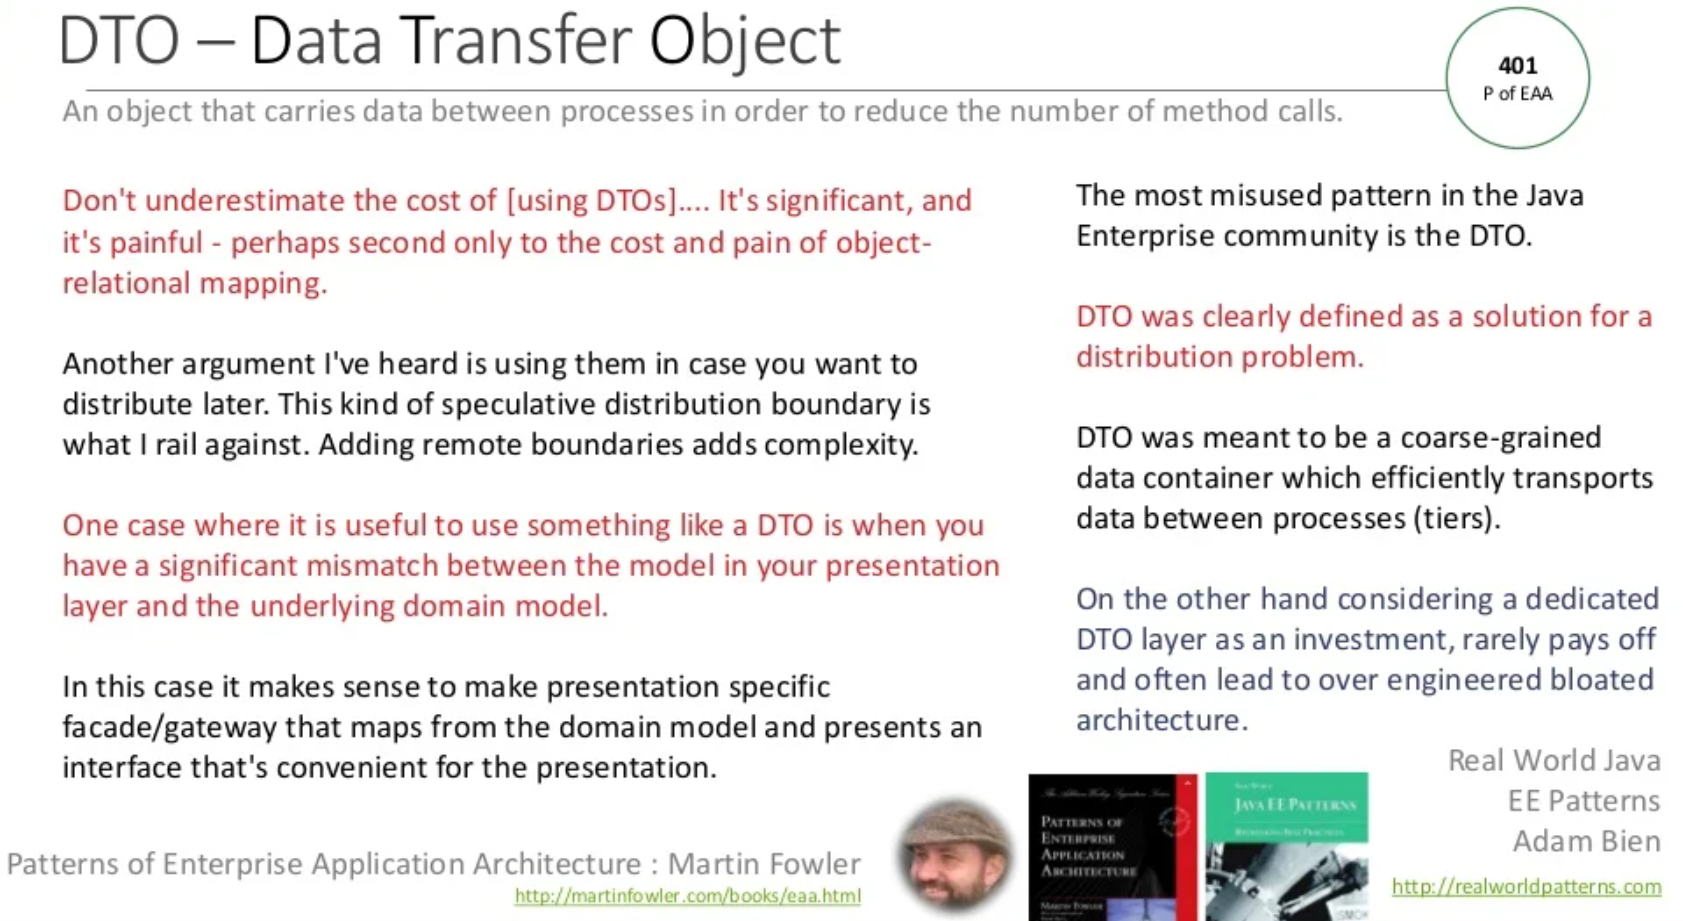 DTO – Data Transfer Object
401
P of EAA
An object that carries data between processes in order to reduce the number of method calls.
Don't underestimate the cost of [using DTOs].... It's significant, and
it's painful - perhaps second only to the cost and pain of object-
relational mapping.
Another argument I've heard is using them in case you want to
distribute later. This kind of speculative distribution boundary is
what I rail against. Adding remote boundaries adds complexity.
One case where it is useful to use something like a DTO is when you
have a significant mismatch between the model in your presentation
layer and the underlying domain model.
In this case it makes sense to make presentation specific
facade/gateway that maps from the domain model and presents an
interface that's convenient for the presentation.
Patterns of Enterprise Application Architecture : Martin Fowler
http://martinfowler.com/books/eaa.html
The most misused pattern in the Java
Enterprise community is the DTO.
DTO was clearly defined as a solution for a
distribution problem.
DTO was meant to be a coarse-grained
data container which efficiently transports
data between processes (tiers).
On the other hand considering a dedicated
DTO layer as an investment, rarely pays off
and often lead to over engineered bloated
architecture.
Real World Java
EE Patterns
Adam Bien
http://realworldpatterns.com
PATTERNS OF
ENTERPRISE
APPLICATION
ARCHITECTURE
MARTIN FOWLER
JAVA EE PATTERNS